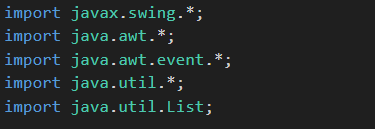 import javax.swing.*;
import java.awt.*;
import java.awt.event.*;
import java.util.*;
import java.util.List;